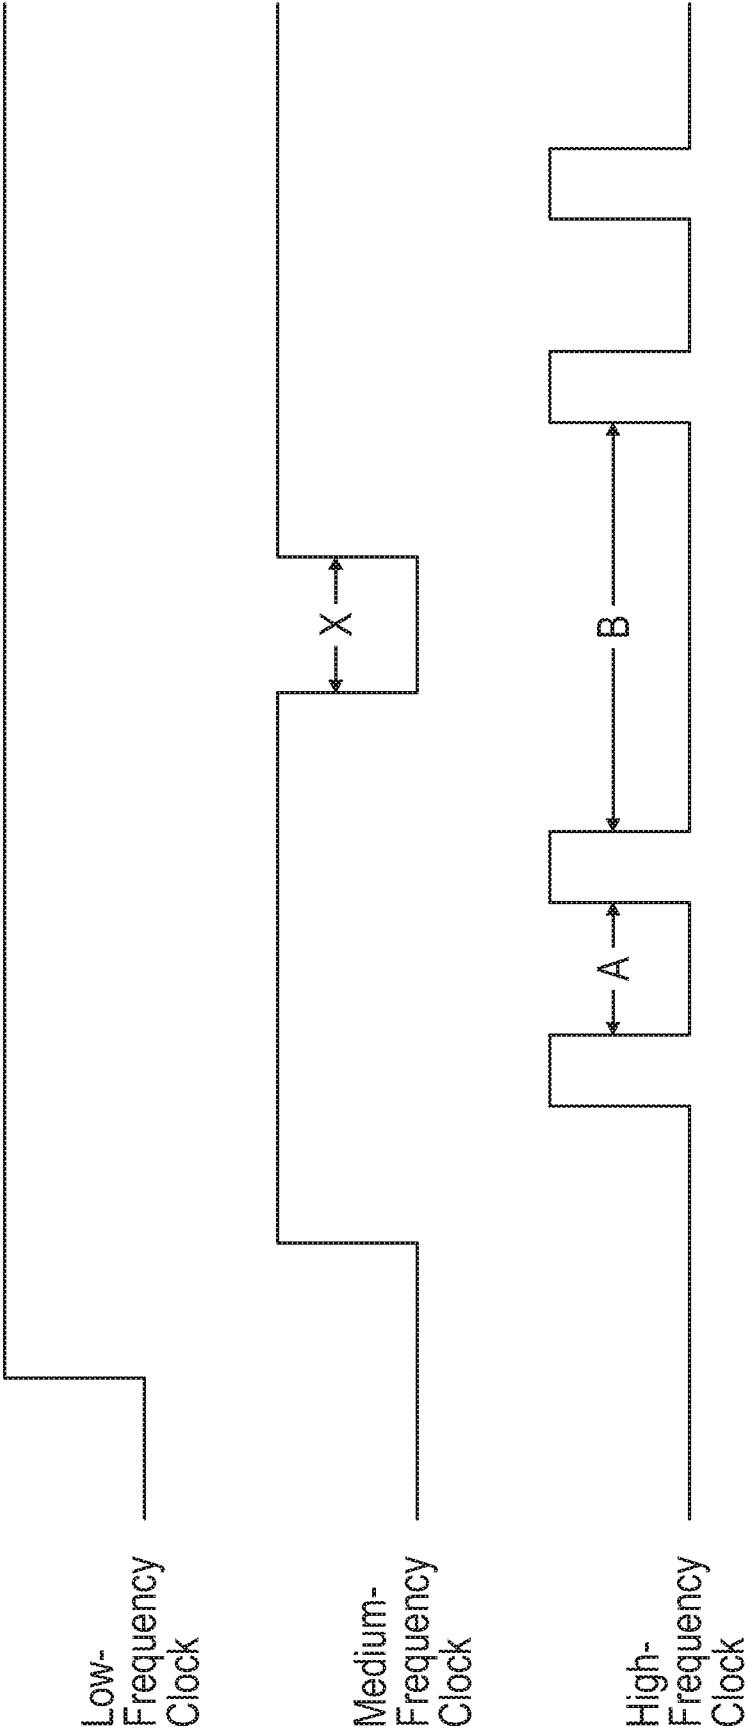 Low-
Frequency
Clock
Medium-
Frequency
Clock
X
High-
Frequency
Clock
A
B